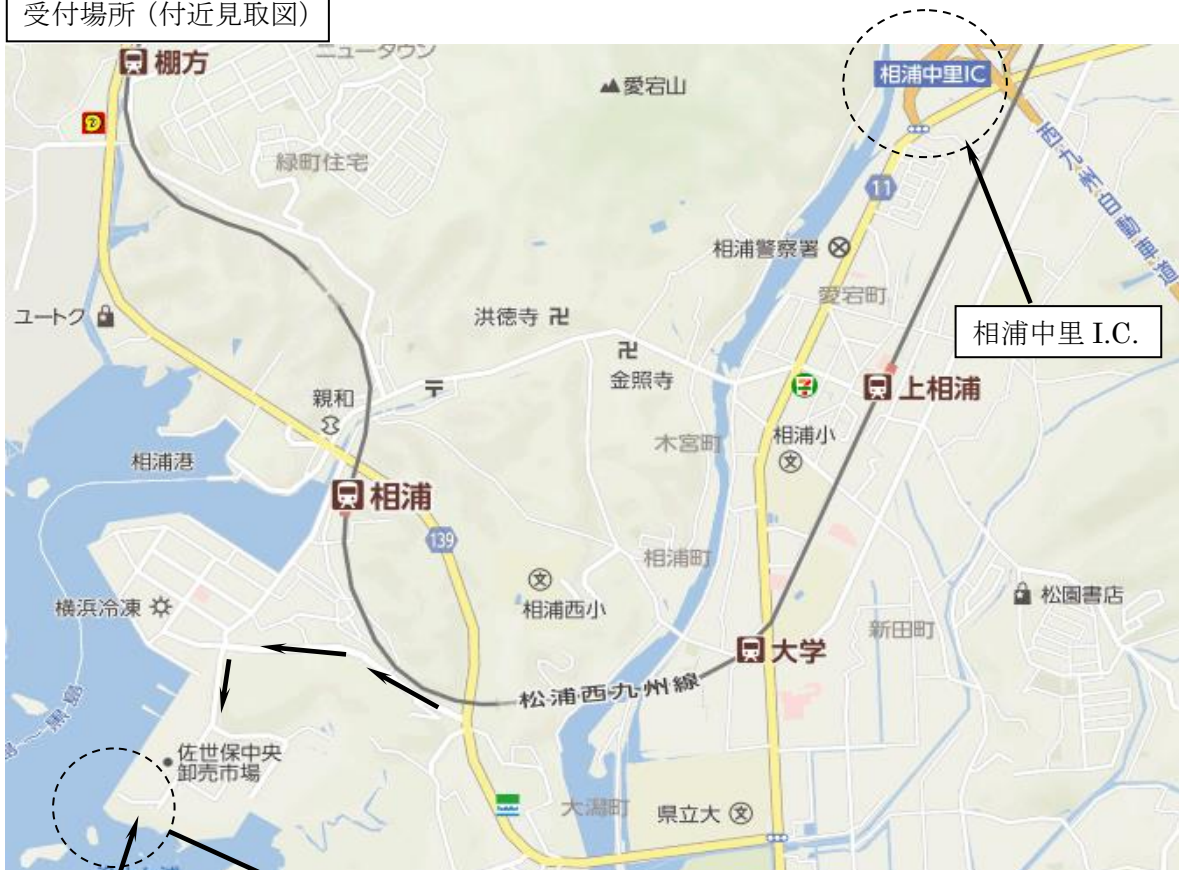 受付場所（付近見取図）
棚方
ニュータウン
愛宕山
相浦中里IC
緑町住宅
11
西九州自動車道
相浦警察署
愛宕町
ユートク
洪徳寺
相浦中里 I.C.
金照寺
上相浦
親和
木宮町
相浦小
文
相浦港
相浦
139
相浦町
文
相浦西小
横浜冷凍
松園書店
新田町
大学
松浦西九州線
佐世保中央
卸売市場
大潟町
県立大 文